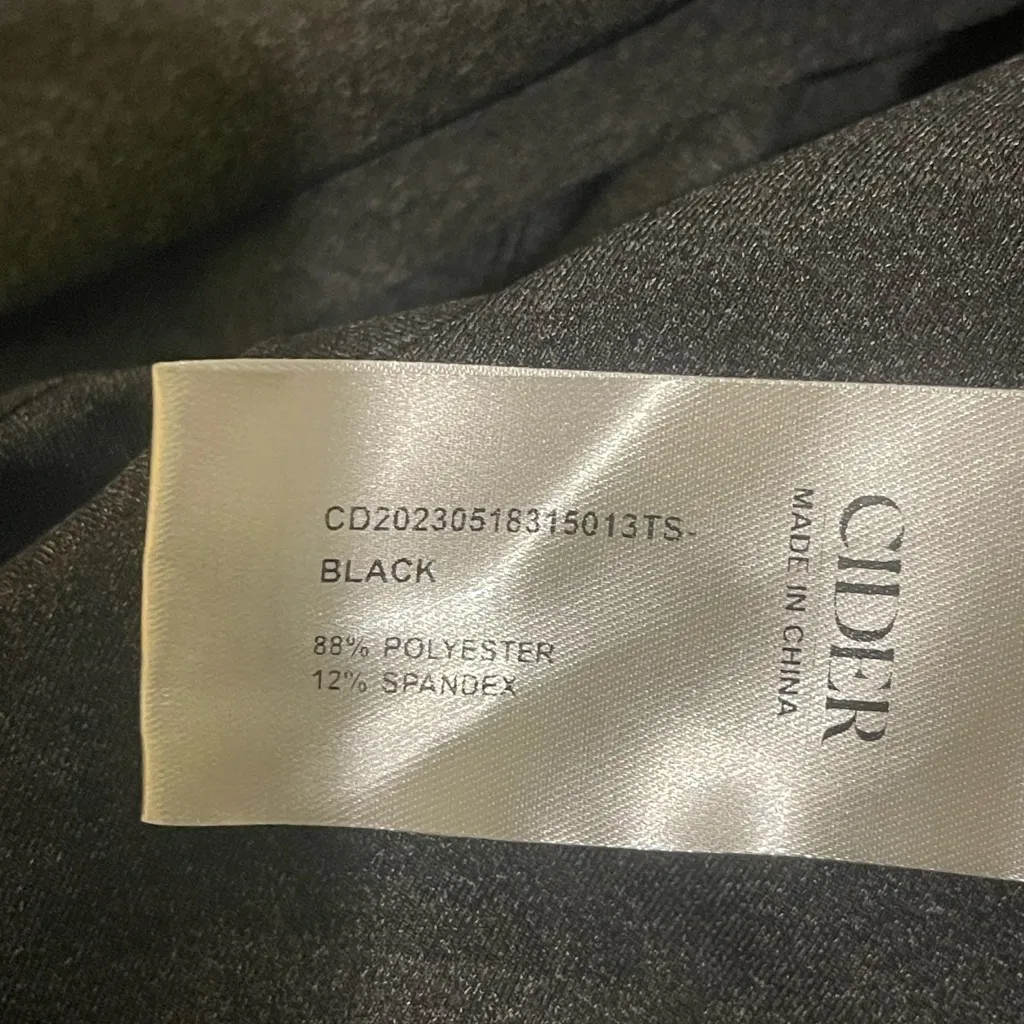 CD20230518315013TS-
BLACK
88% POLYESTER
12% SPANDEX
CIDER
MADE IN CHINA